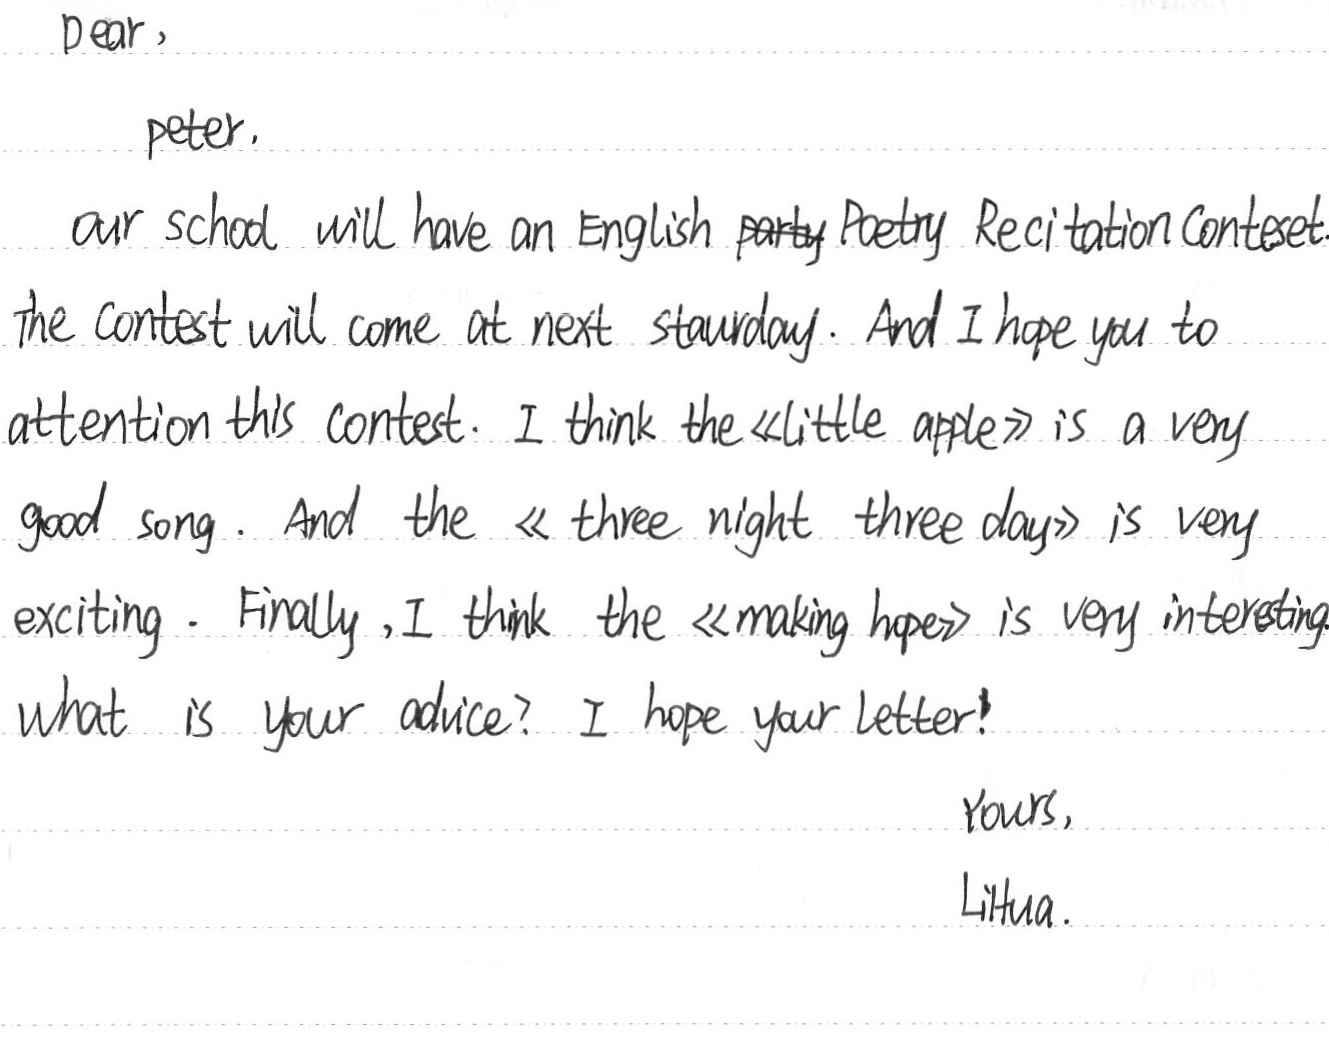 Dear,
peter.
our school will have an English party Poetry Recitation Conteset.
The contest will come at next staurday. And I hope you to
attention this contest. I think the 《little apple》 is a very
good song. And the 《three night three day》 is very
exciting. Finally, I think the 《making hope》 is very interesting.
what is your advice? I hope your letter!
Yours,
LiHua.